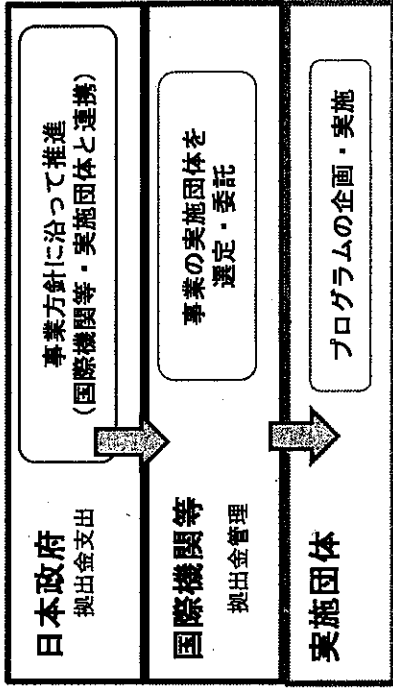 日本政府
拠出金支出
事業方針に沿って推進
(国際機関等・実施団体と連携)
国際機関等
拠出金管理
事業の実施団体を
選定・委託
実施団体
プログラムの企画・実施